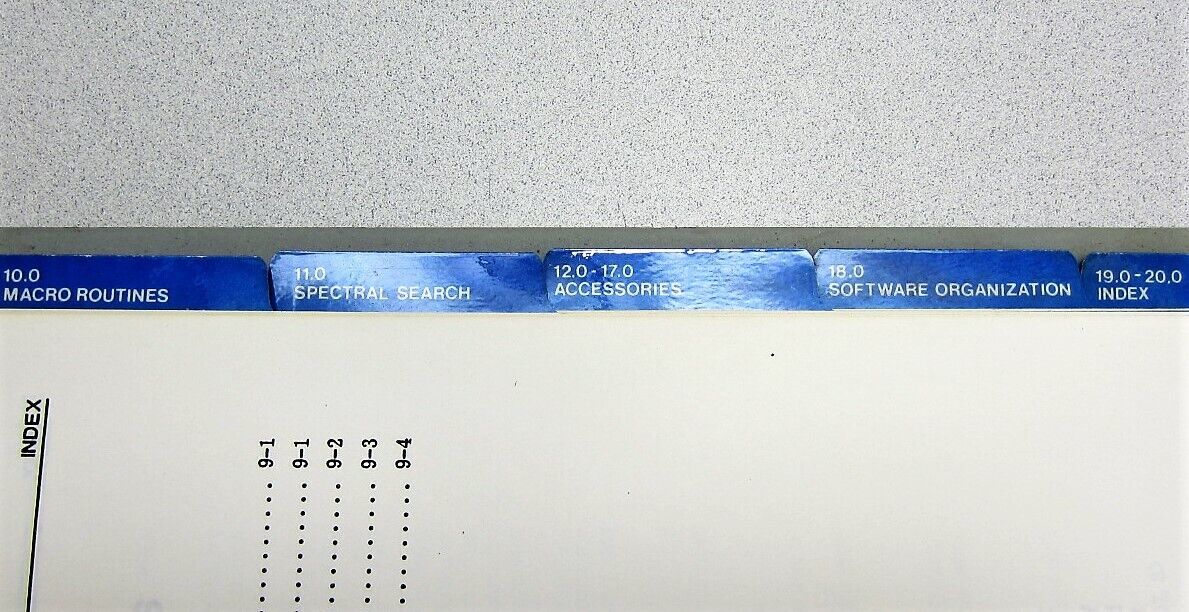 10.0
MACRO ROUTINES
11.0
SPECTRAL SEARCH
12.0 - 17.0
ACCESSORIES
18.0
SOFTWARE ORGANIZATION
19.0 - 20.0
INDEX
INDEX
9-1
9-1
9-2
9-3
9-4